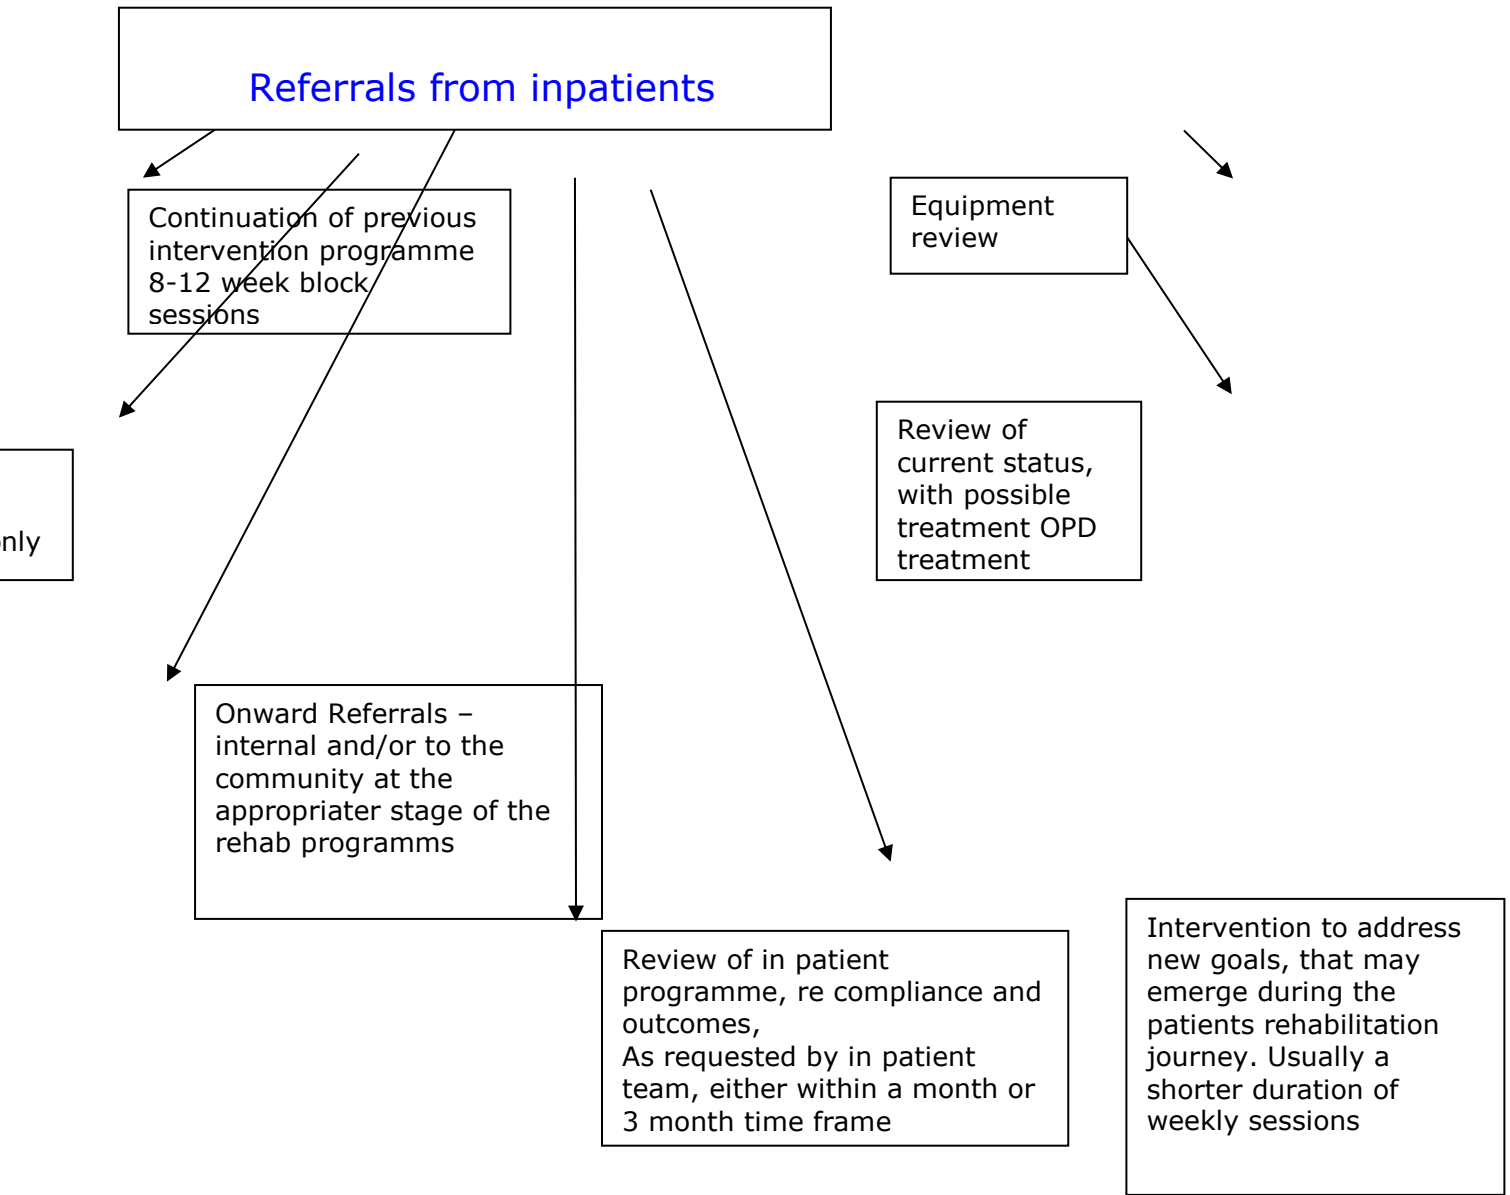 Referrals from inpatients
Continuation of previous
intervention programme
8-12 week block
sessions
Equipment
review
Review of
current status,
with possible
treatment OPD
treatment
Onward Referrals –
internal and/or to the
community at the
appropriater stage of the
rehab programms
Review of in patient
programme, re compliance and
outcomes,
As requested by in patient
team, either within a month or
3 month time frame
Intervention to address
new goals, that may
emerge during the
patients rehabilitation
journey. Usually a
shorter duration of
weekly sessions